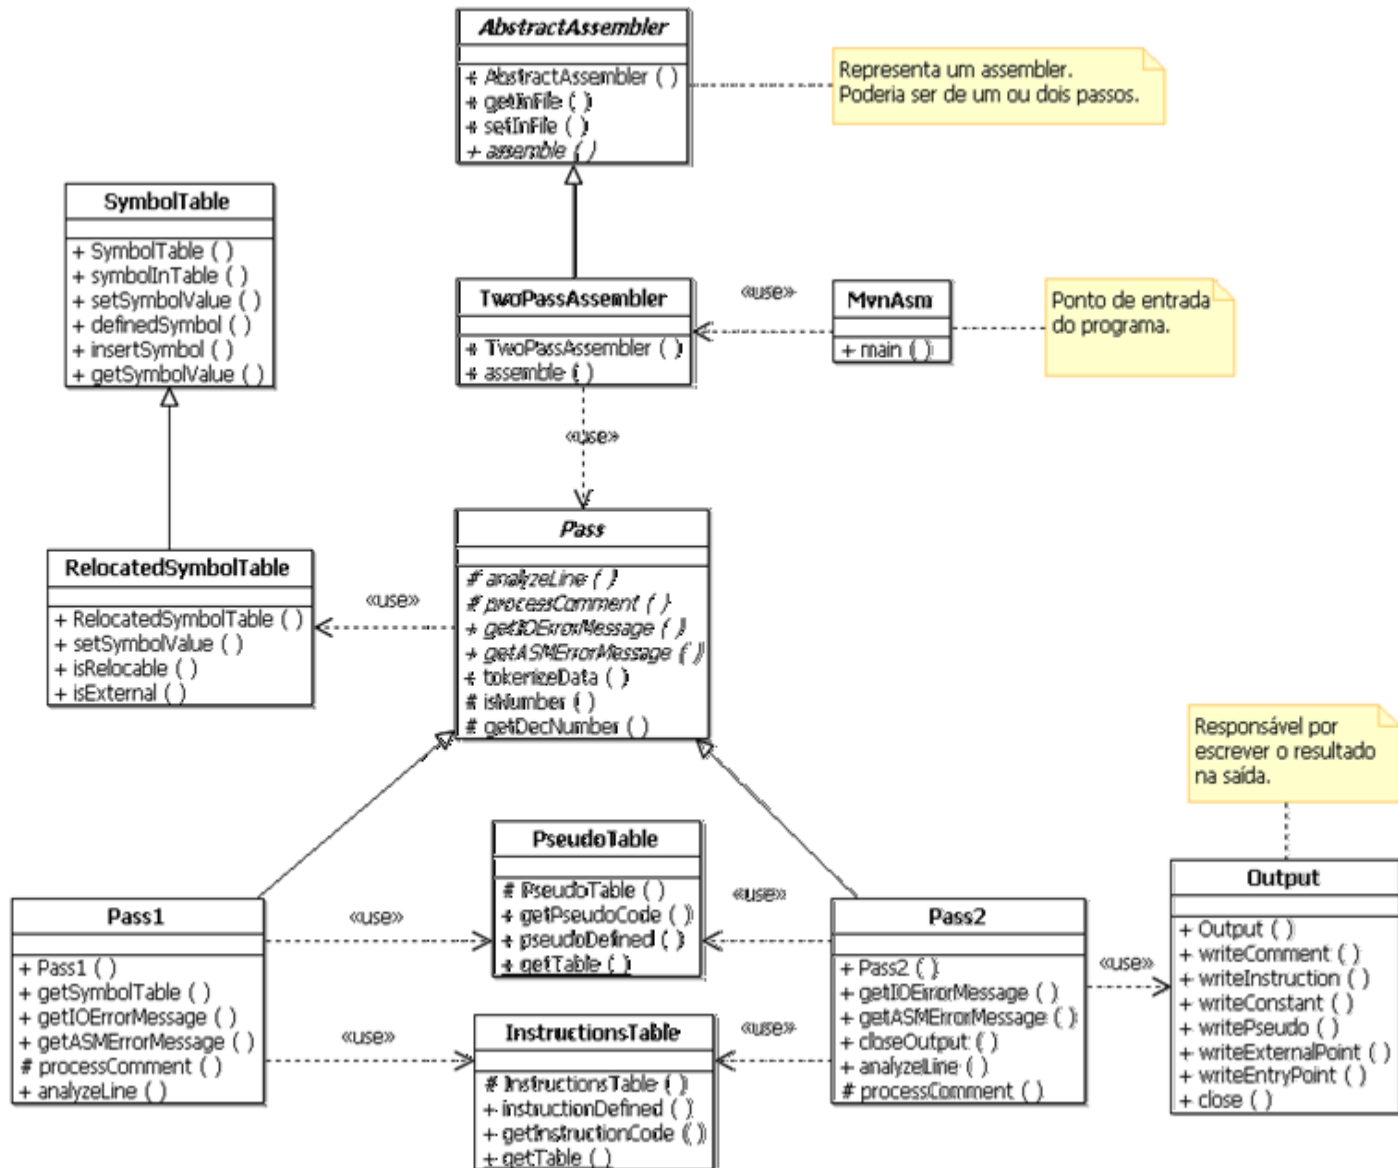 AbstractAssembler
+ AbstractAssembler ( )
+ getInFile ( )
+ setInFile ( )
+ assemble ( )
Representa um assembler.
Poderia ser de um ou dois passos.
SymbolTable
+ SymbolTable ( )
+ symbolInTable ( )
+ setSymbolValue ( )
+ definedSymbol ( )
+ insertSymbol ( )
+ getSymbolValue ( )
TwoPassAssembler
+ TwoPassAssembler ( )
+ assemble ( )
«use»
MvnAsm
+ main ( )
Ponto de entrada
do programa.
«use»
RelocatedSymbolTable
+ RelocatedSymbolTable ( )
+ setSymbolValue ( )
+ isRelocable ( )
+ isExternal ( )
«use»
Pass
# analyzeLine ( )
# processComment ( )
+ getIOErrorMessage ( )
+ getASMErrorMessage ( )
+ tokenizeData ( )
# isNumber ( )
# getDecNumber ( )
Responsável por
escrever o resultado
na saída.
PseudoTable
# PseudoTable ( )
+ getPseudoCode ( )
+ pseudoDefined ( )
+ getTable ( )
«use»
«use»
Pass1
+ Pass1 ( )
+ getSymbolTable ( )
+ getIOErrorMessage ( )
+ getASMErrorMessage ( )
# processComment ( )
+ analyzeLine ( )
«use»
«use»
InstructionsTable
# InstructionsTable ( )
+ instructionDefined ( )
+ getInstructionCode ( )
+ getTable ( )
Pass2
+ Pass2 ( )
+ getIOErrorMessage ( )
+ getASMErrorMessage ( )
+ closeOutput ( )
+ analyzeLine ( )
# processComment ( )
«use»
Output
+ Output ( )
+ writeComment ( )
+ writeInstruction ( )
+ writeConstant ( )
+ writePseudo ( )
+ writeExternalPoint ( )
+ writeEntryPoint ( )
+ close ( )